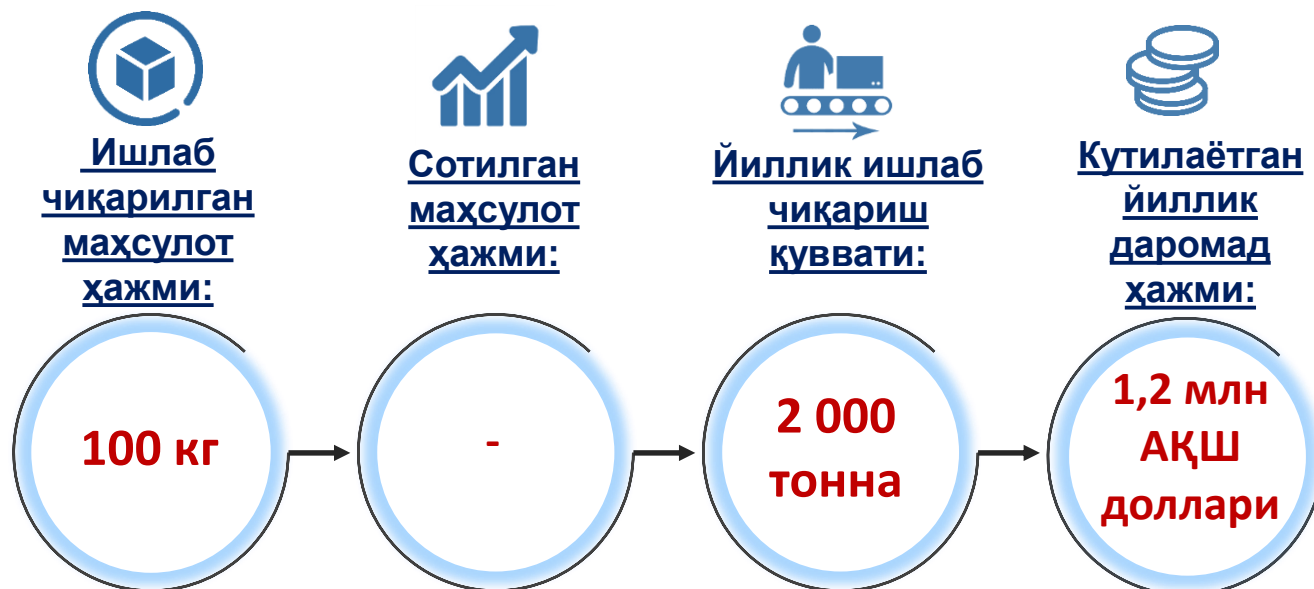 Ишлаб
чиқарилган
маҳсулот
ҳажми:
100 кг
Сотилган
маҳсулот
ҳажми:
-
Йиллик ишлаб
чиқариш
қуввати:
2 000
тонна
Кутилаётган
йиллик
даромад
ҳажми:
1,2 млн
АҚШ
доллари